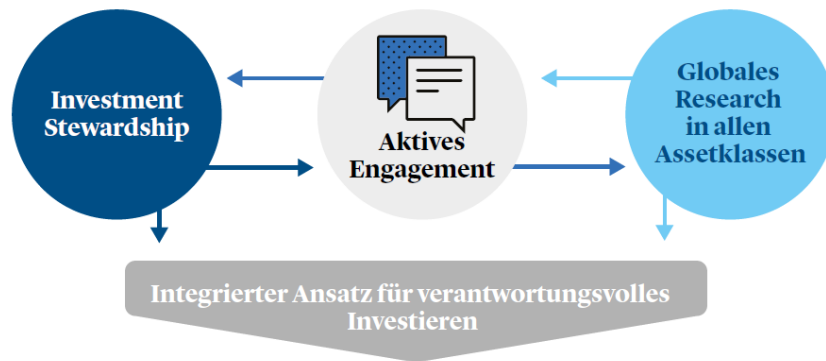 Investment
Stewardship
Aktives
Engagement
Globales
Research
in allen
Assetklassen
Integrierter Ansatz für verantwortungsvolles
Investieren